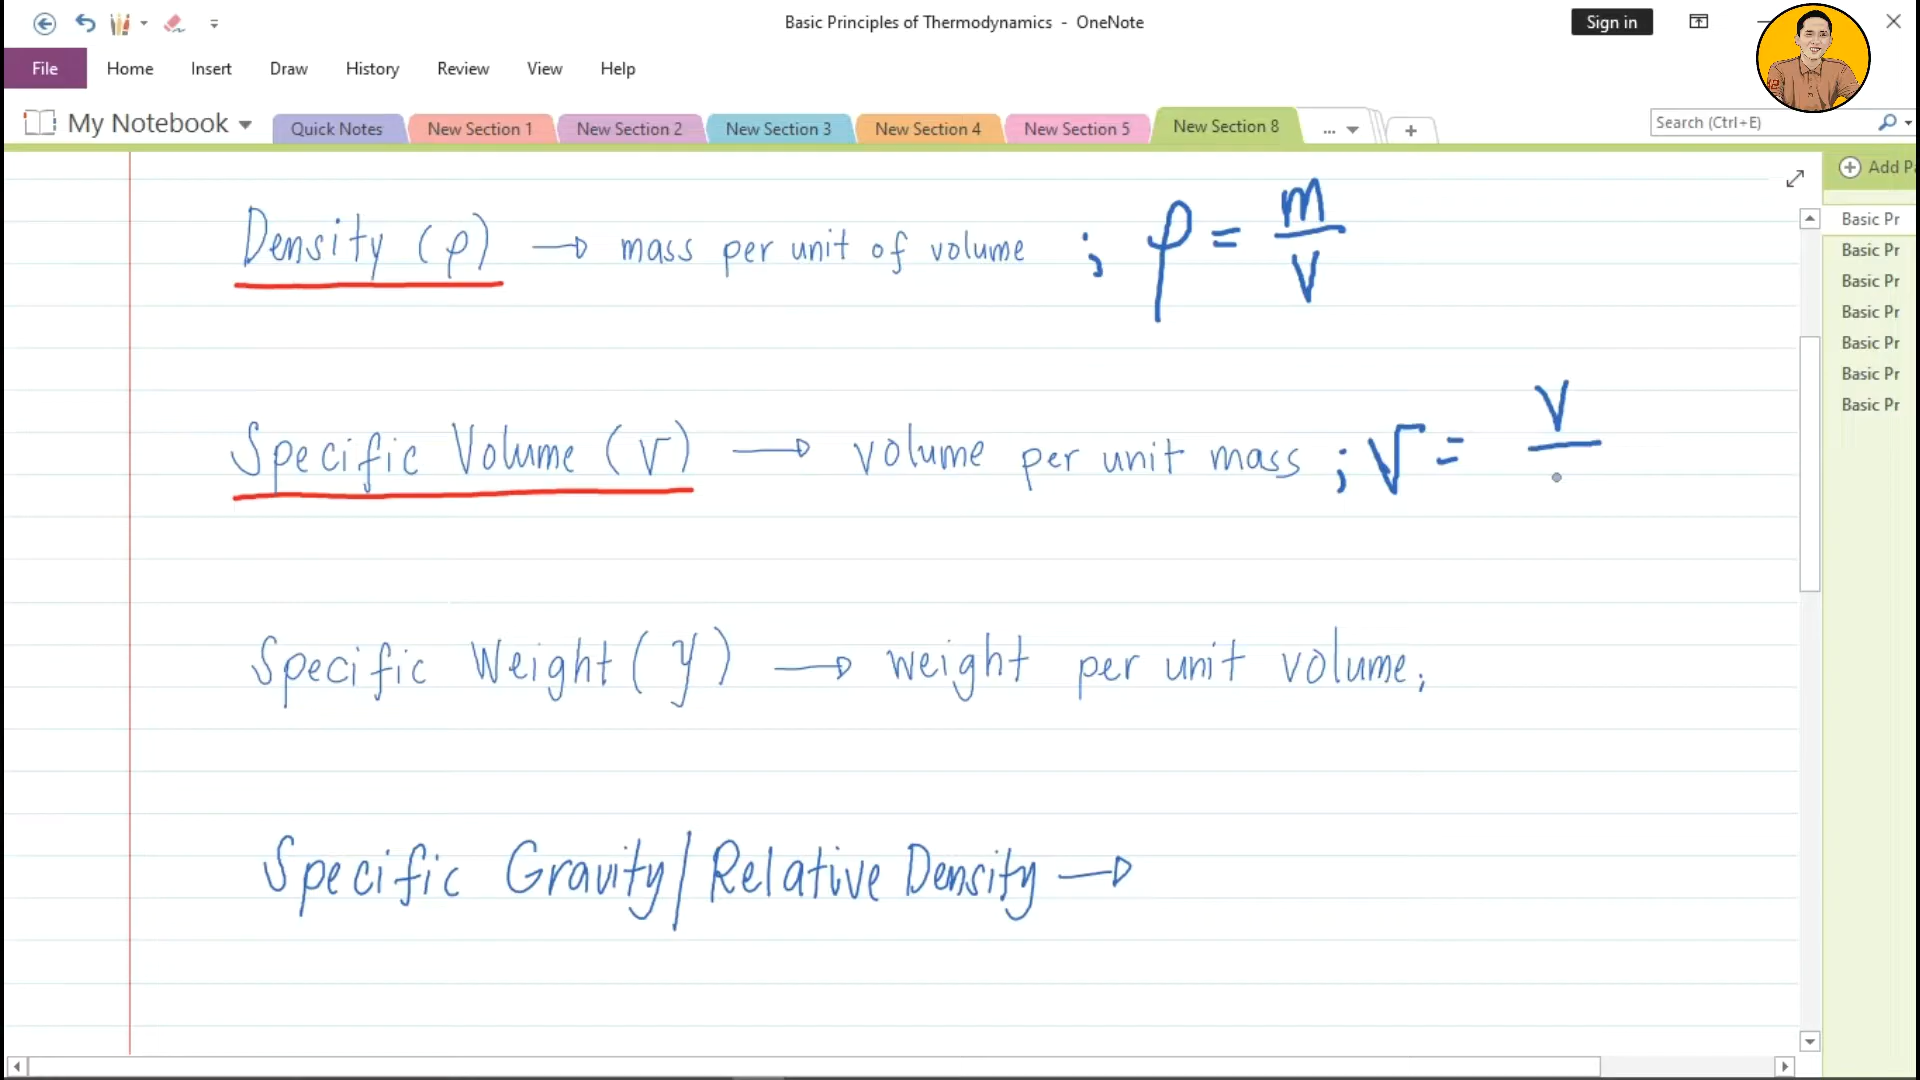 Basic Principles of Thermodynamics - OneNote
Sign in
File Home Insert Draw History Review View Help
My Notebook Quick Notes New Section 1 New Section 2 New Section 3 New Section 4 New Section 5 New Section 8 ... +
Search (Ctrl+E)
Add P
Basic Pr
Basic Pr
Basic Pr
Basic Pr
Basic Pr
Basic Pr
Basic Pr
Density (ρ) → mass per unit of volume ; ρ = m/V
Specific Volume (v) → volume per unit mass ; v = V/
Specific Weight (γ) → weight per unit volume ;
Specific Gravity/Relative Density →